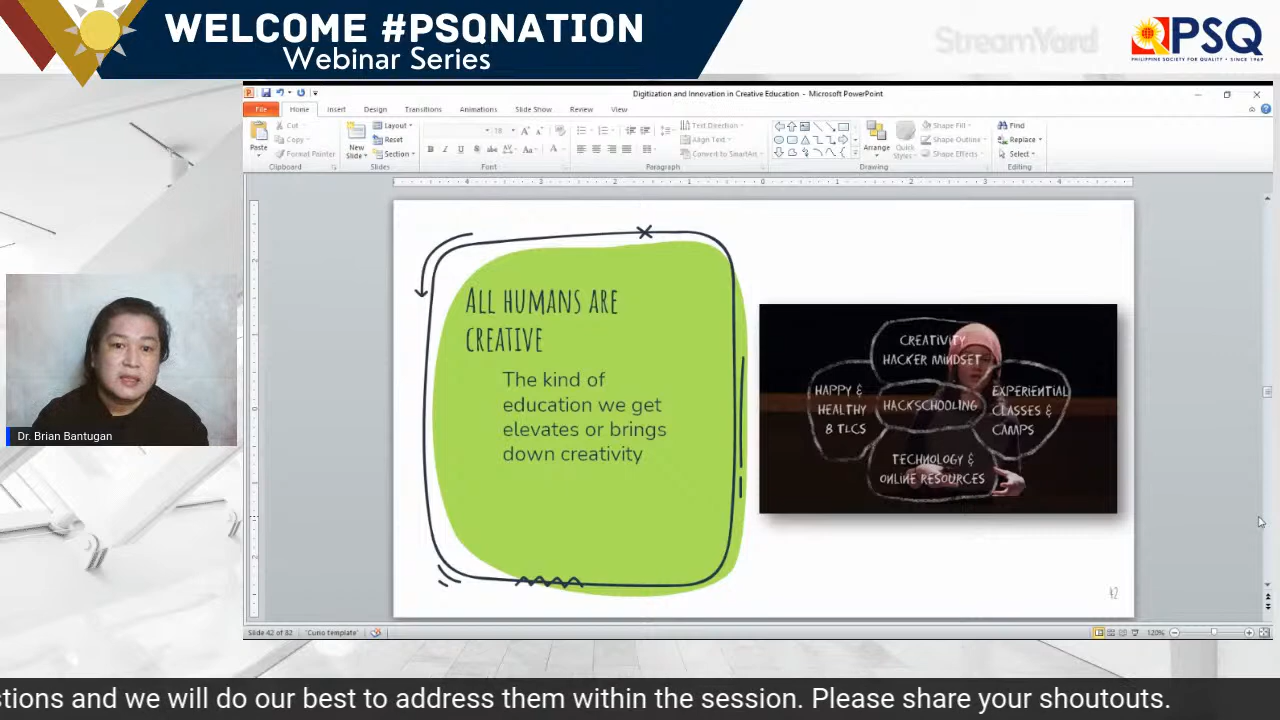 WELCOME #PSQNATION
Webinar Series
StreamYard
PSQ
PHILIPPINE SOCIETY FOR QUALITY • SINCE 1969
Digitization and Innovation in Creative Education - Microsoft PowerPoint
File Home Insert Design Transitions Animations Slide Show Review View
Paste
Cut
Copy
Format Painter
Clipboard
New Slide
Layout
Reset
Section
Slides
18
Font
Text Direction
Align Text
Convert to SmartArt
Paragraph
Arrange
Quick Styles
Shape Fill
Shape Outline
Shape Effects
Drawing
Find
Replace
Select
Editing
ALL HUMANS ARE
CREATIVE
The kind of
education we get
elevates or brings
down creativity
CREATIVITY
HACKER MINDSET
HAPPY &
HEALTHY
8 TLCS
HACKSCHOOLING
EXPERIENTIAL
CLASSES &
CAMPS
TECHNOLOGY &
ONLINE RESOURCES
42
Dr. Brian Bantugan
Slide 42 of 82 'Curio template' 120%
stions and we will do our best to address them within the session. Please share your shoutouts.